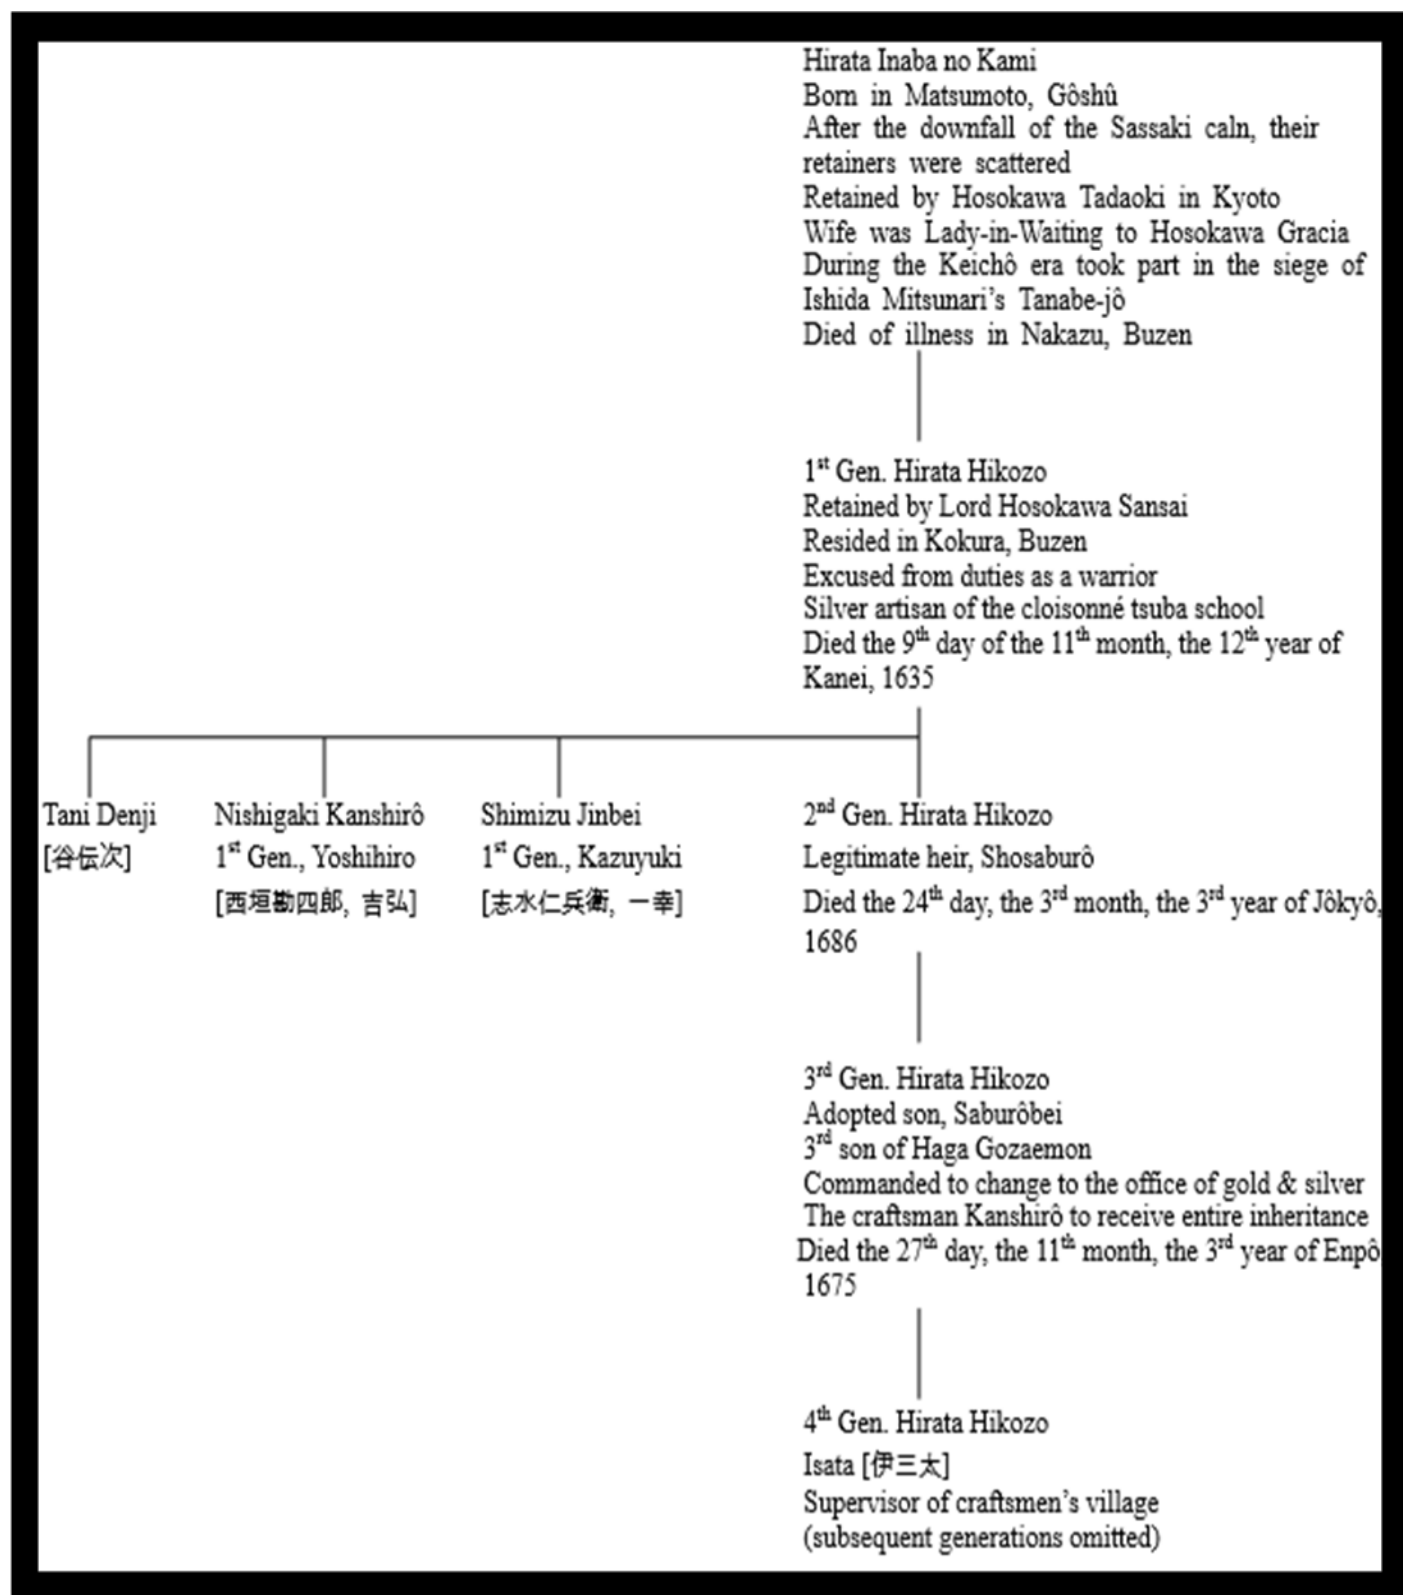 Hirata Inaba no Kami
Born in Matsumoto, Gôshû
After the downfall of the Sassaki caln, their
retainers were scattered
Retained by Hosokawa Tadaoki in Kyoto
Wife was Lady-in-Waiting to Hosokawa Gracia
During the Keichô era took part in the siege of
Ishida Mitsunari’s Tanabe-jô
Died of illness in Nakazu, Buzen
1st Gen. Hirata Hikozo
Retained by Lord Hosokawa Sansai
Resided in Kokura, Buzen
Excused from duties as a warrior
Silver artisan of the cloisonné tsuba school
Died the 9th day of the 11th month, the 12th year of
Kanei, 1635
Tani Denji
[谷伝次]
Nishigaki Kanshirô
1st Gen., Yoshihiro
[西垣勘四郎, 吉弘]
Shimizu Jinbei
1st Gen., Kazuyuki
[志水仁兵衛, 一幸]
2nd Gen. Hirata Hikozo
Legitimate heir, Shosaburô
Died the 24th day, the 3rd month, the 3rd year of Jôkyô,
1686
3rd Gen. Hirata Hikozo
Adopted son, Saburôbei
3rd son of Haga Gozaemon
Commanded to change to the office of gold & silver
The craftsman Kanshirô to receive entire inheritance
Died the 27th day, the 11th month, the 3rd year of Enpô
1675
4th Gen. Hirata Hikozo
Isata [伊三太]
Supervisor of craftsmen’s village
(subsequent generations omitted)